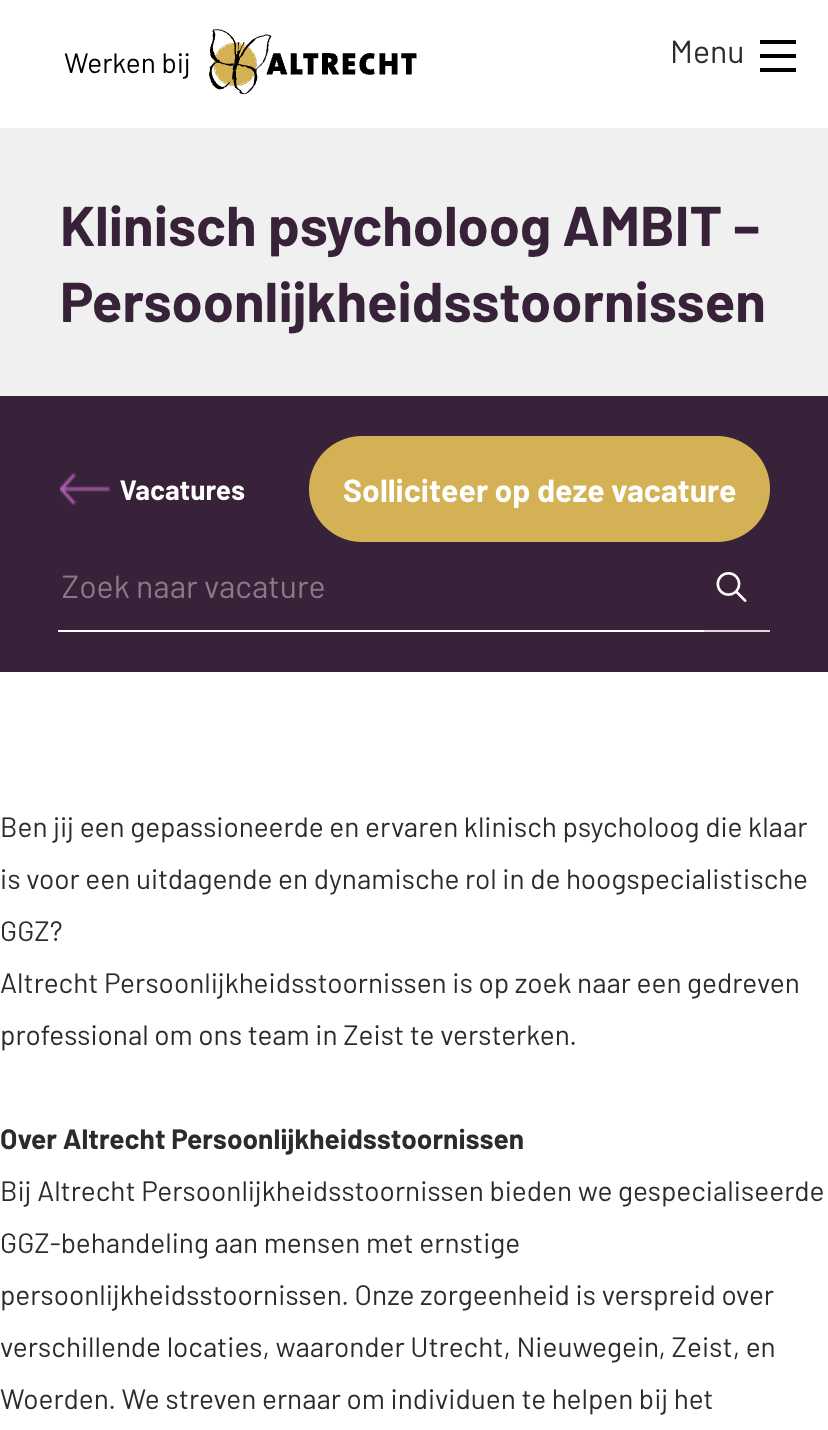 Werken bij ALTRECHT
Menu
Klinisch psycholoog AMBIT –
Persoonlijkheidsstoornissen
Vacatures
Solliciteer op deze vacature
Zoek naar vacature
Ben jij een gepassioneerde en ervaren klinisch psycholoog die klaar
is voor een uitdagende en dynamische rol in de hoogspecialistische
GGZ?
Altrecht Persoonlijkheidsstoornissen is op zoek naar een gedreven
professional om ons team in Zeist te versterken.
Over Altrecht Persoonlijkheidsstoornissen
Bij Altrecht Persoonlijkheidsstoornissen bieden we gespecialiseerde
GGZ-behandeling aan mensen met ernstige
persoonlijkheidsstoornissen. Onze zorgeenheid is verspreid over
verschillende locaties, waaronder Utrecht, Nieuwegein, Zeist, en
Woerden. We streven ernaar om individuen te helpen bij het